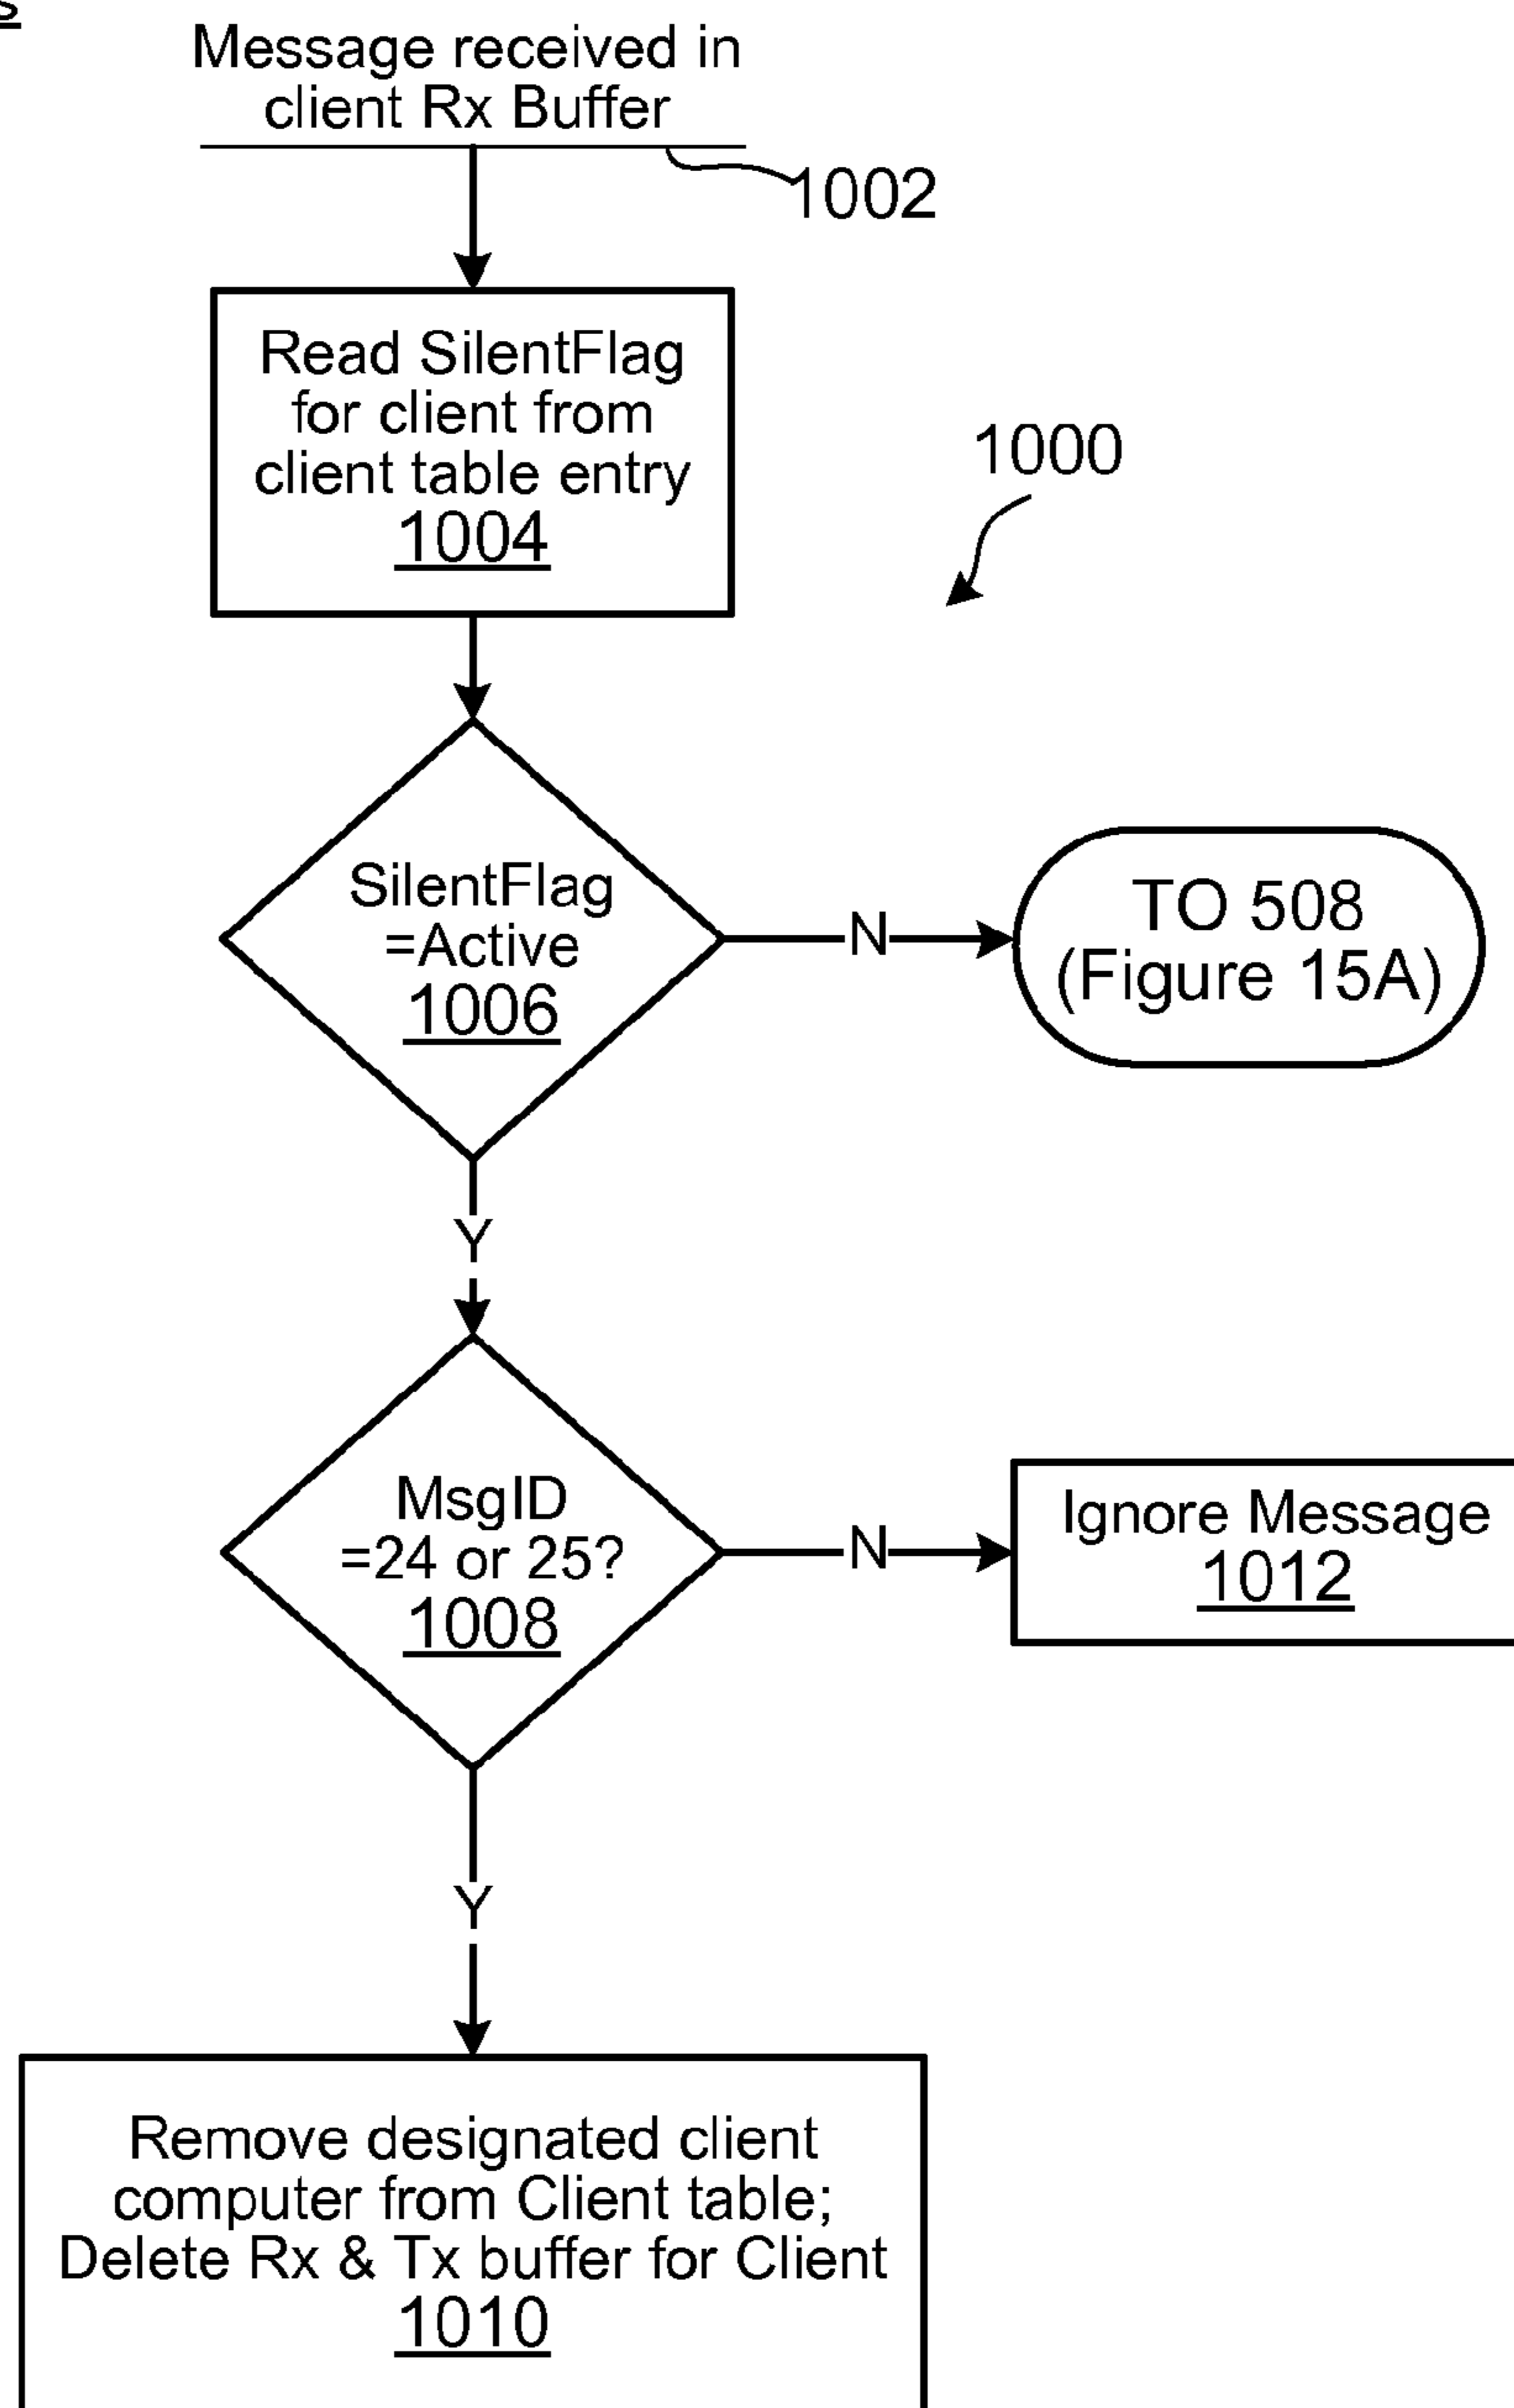 Message received in
client Rx Buffer
1002
Read SilentFlag
for client from
client table entry
1004
1000
SilentFlag
=Active
1006
N
TO 508
(Figure 15A)
Y
MsgID
=24 or 25?
1008
N
Ignore Message
1012
Y
Remove designated client
computer from Client table;
Delete Rx & Tx buffer for Client
1010